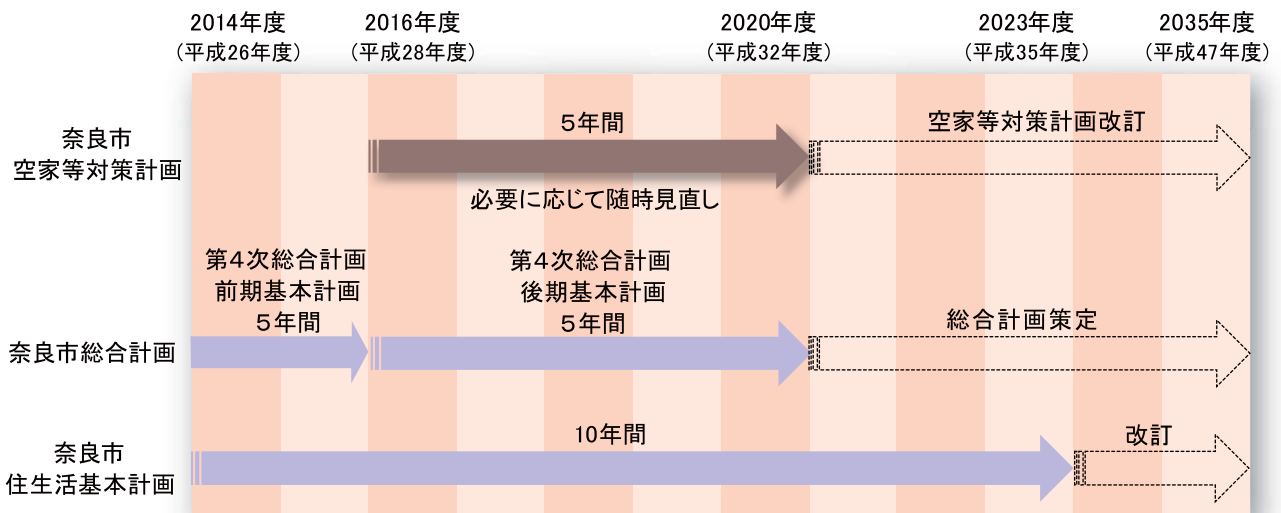 2014年度
(平成26年度)
2016年度
(平成28年度)
2020年度
(平成32年度)
2023年度
(平成35年度)
2035年度
(平成47年度)
奈良市
空家等対策計画
5年間
必要に応じて随時見直し
空家等対策計画改訂
奈良市総合計画
第4次総合計画
前期基本計画
5年間
第4次総合計画
後期基本計画
5年間
総合計画策定
奈良市
住生活基本計画
10年間
改訂